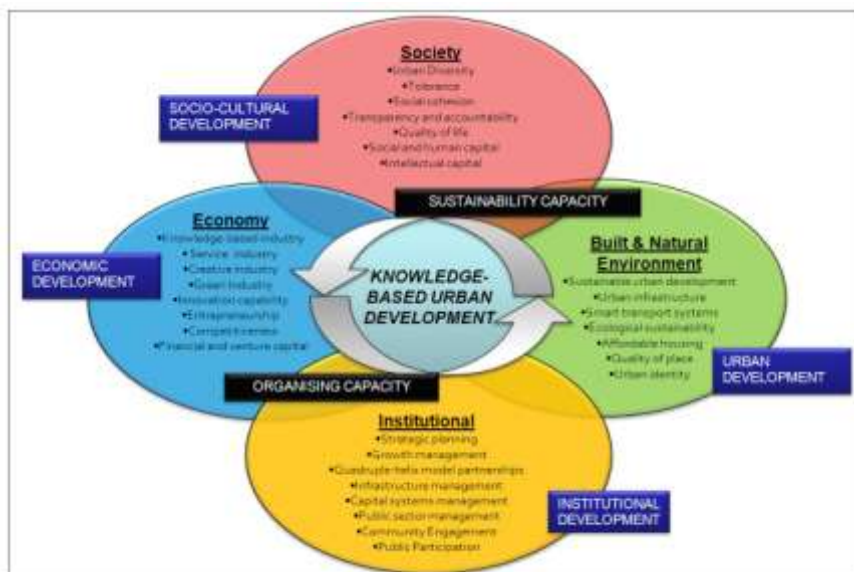 Society
•Urban Diversity
•Tolerance
•Social cohesion
•Transparency and accountability
•Quality of life
•Social and human capital
•Intellectual capital
SOCIO-CULTURAL
DEVELOPMENT
SUSTAINABILITY CAPACITY
Economy
•Knowledge-based industry
•Service industry
•Creative industry
•Green Industry
•Innovation capability
•Entrepreneurship
•Competitiveness
•Financial and venture capital
ECONOMIC
DEVELOPMENT
KNOWLEDGE-
BASED URBAN
DEVELOPMENT
Built & Natural
Environment
•Sustainable urban development
•Urban infrastructure
•Smart transport systems
•Ecological sustainability
•Affordable housing
•Quality of place
•Urban identity
URBAN
DEVELOPMENT
ORGANISING CAPACITY
Institutional
•Strategic planning
•Growth management
•Quadruple-helix model partnerships
•Infrastructure management
•Capital systems management
•Public sector management
•Community Engagement
•Public Participation
INSTITUTIONAL
DEVELOPMENT